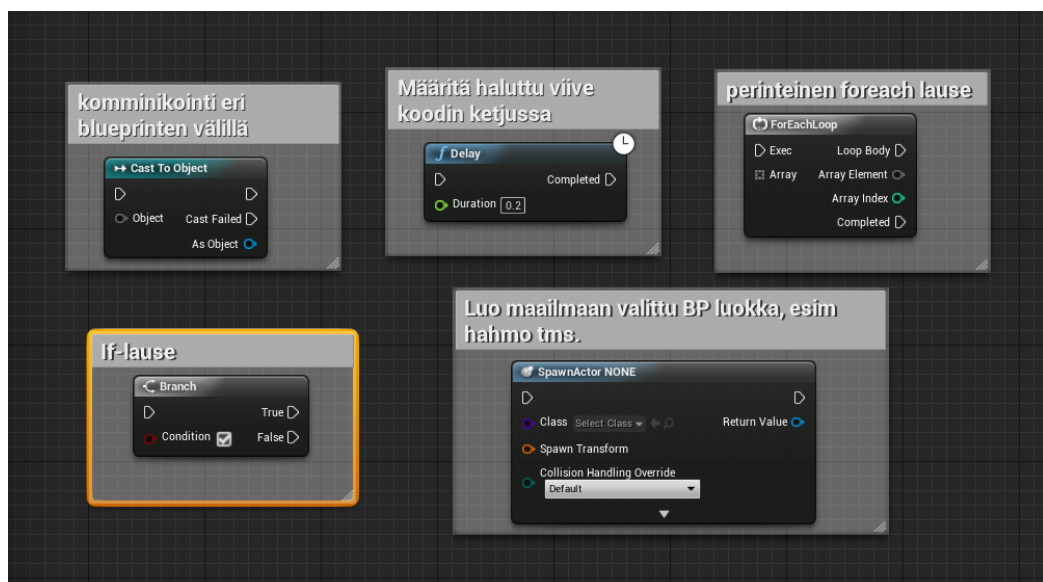 komminikointi eri
blueprinten välillä
Cast To Object
Object Cast Failed
As Object
Määritä haluttu viive
koodin ketjussa
f Delay
Completed
Duration 0.2
perinteinen foreach lause
ForEachLoop
Exec Loop Body
Array Array Element
Array Index
Completed
If-lause
Branch
True
Condition False
Luo maailmaan valittu BP luokka, esim
hahmo tms.
SpawnActor NONE
Class Select Class Return Value
Spawn Transform
Collision Handling Override
Default